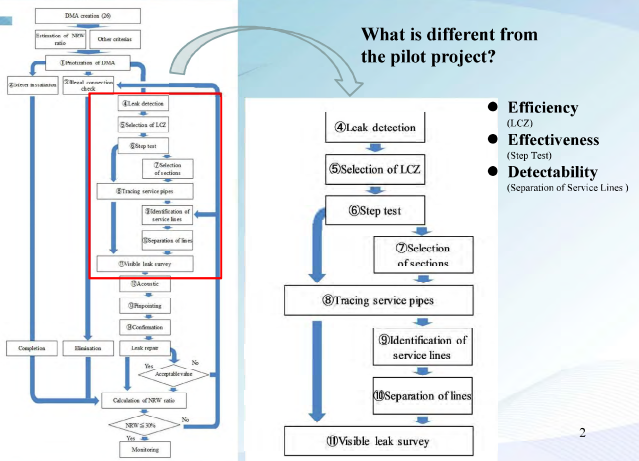 DMA creation (26)
Estimation of NRW
ratio
Other criterias
①Priotization of DMA
②Meter installation
③Illegal connection
check
④Leak detection
⑤Selection of LCZ
⑥Step test
⑦Selection
of sections
⑧Tracing service pipes
⑨Identification of
service lines
⑩Separation of lines
⑪Visible leak survey
⑫Acoustic
⑬Pinpointing
⑭Confirmation
Completion
Elimination
Leak repair
Yes
No
Acceptable value
Calculation of NRW ratio
NRW≦30%
No
Yes
Monitoring
What is different from
the pilot project?
④Leak detection
⑤Selection of LCZ
⑥Step test
⑦Selection
of sections
⑧Tracing service pipes
⑨Identification of
service lines
⑩Separation of lines
⑪Visible leak survey
● Efficiency
(LCZ)
● Effectiveness
(Step Test)
● Detectability
(Separation of Service Lines )
2